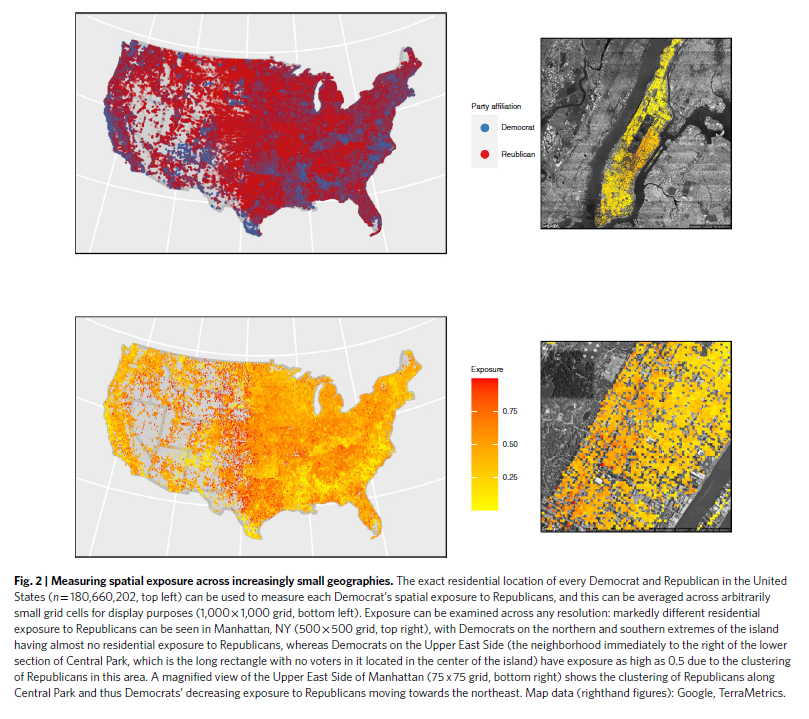 Party affiliation
Democrat
Reublican
Exposure
0.75
0.50
0.25
Fig. 2 | Measuring spatial exposure across increasingly small geographies. The exact residential location of every Democrat and Republican in the United
States (n = 180,660,202, top left) can be used to measure each Democrat's spatial exposure to Republicans, and this can be averaged across arbitrarily
small grid cells for display purposes (1,000 × 1,000 grid, bottom left). Exposure can be examined across any resolution: markedly different residential
exposure to Republicans can be seen in Manhattan, NY (500 × 500 grid, top right), with Democrats on the northern and southern extremes of the island
having almost no residential exposure to Republicans, whereas Democrats on the Upper East Side (the neighborhood immediately to the right of the lower
section of Central Park, which is the long rectangle with no voters in it located in the center of the island) have exposure as high as 0.5 due to the clustering
of Republicans in this area. A magnified view of the Upper East Side of Manhattan (75 x 75 grid, bottom right) shows the clustering of Republicans along
Central Park and thus Democrats' decreasing exposure to Republicans moving towards the northeast. Map data (righthand figures): Google, TerraMetrics.